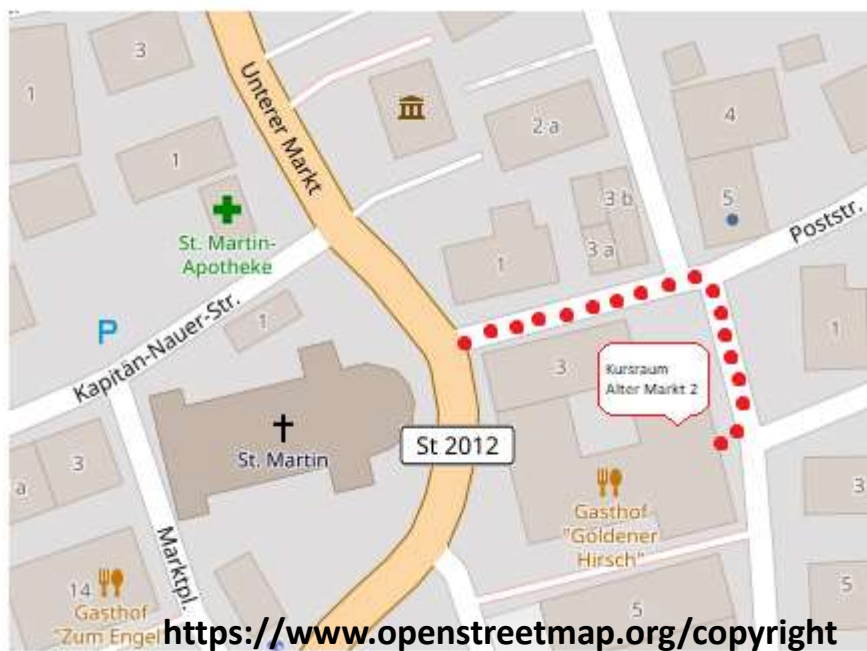 3
1
Unterer Markt
2 a
4
1
3 b
5
Poststr.
St. Martin-
Apotheke
3 a
1
P
1
1
Kapitän-Nauer-Str.
3
Kursraum
Alter Markt 2
St. Martin
St 2012
3
a
3
Gasthof
"Goldener
Hirsch"
Marktpl.
14
Gasthof
"Zum Engel
5
5
https://www.openstreetmap.org/copyright